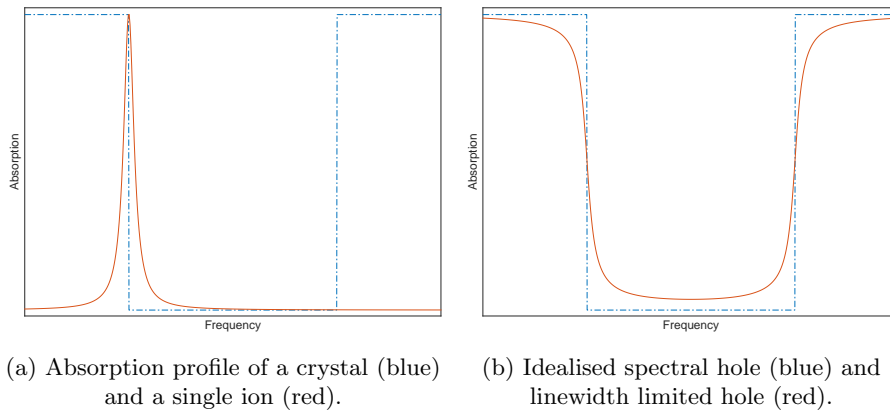 Absorption
Frequency
Absorption
Frequency
(a) Absorption profile of a crystal (blue)
and a single ion (red).
(b) Idealised spectral hole (blue) and
linewidth limited hole (red).